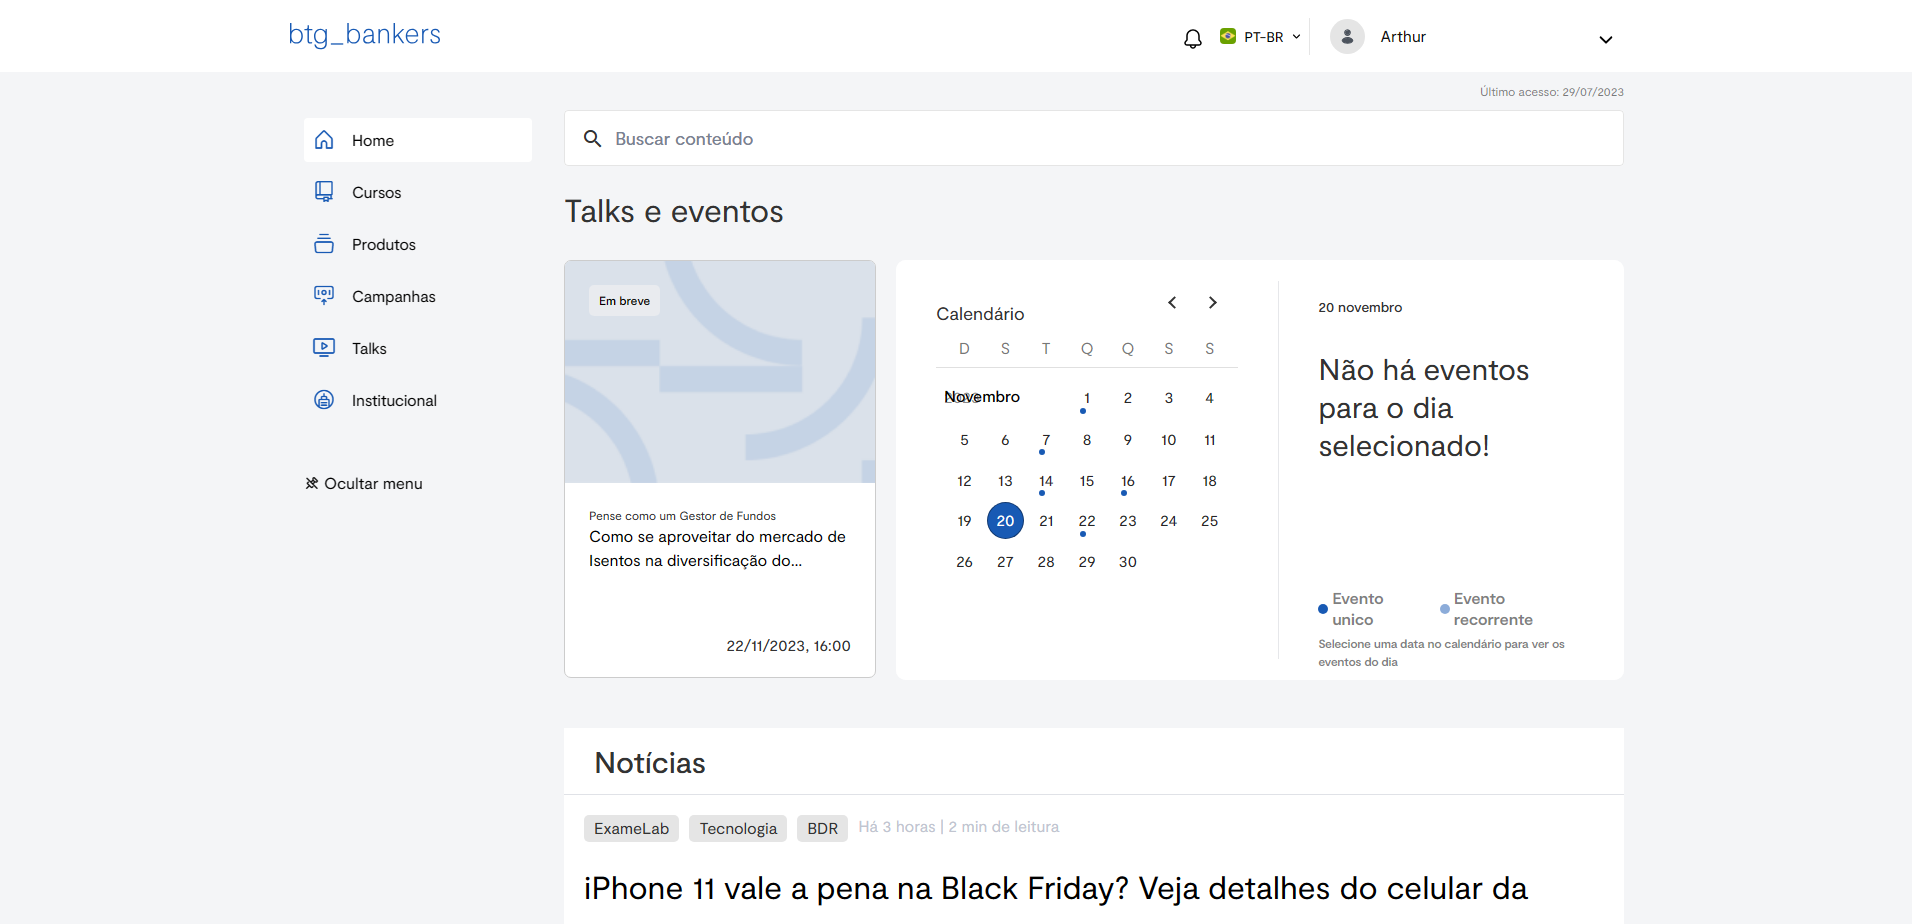 btg_bankers
PT-BR
Arthur
Último acesso: 29/07/2023
Home
Cursos
Produtos
Campanhas
Talks
Institucional
Ocultar menu
Buscar conteúdo
Talks e eventos
Em breve
Pense como um Gestor de Fundos
Como se aproveitar do mercado de
Isentos na diversificação do...
22/11/2023, 16:00
Calendário
D S T Q Q S S
Novembro 1 2 3 4
5 6 7 8 9 10 11
12 13 14 15 16 17 18
19 20 21 22 23 24 25
26 27 28 29 30
20 novembro
Não há eventos
para o dia
selecionado!
Evento
unico
Evento
recorrente
Selecione uma data no calendário para ver os
eventos do dia
Notícias
ExameLab Tecnologia BDR Há 3 horas | 2 min de leitura
iPhone 11 vale a pena na Black Friday? Veja detalhes do celular da